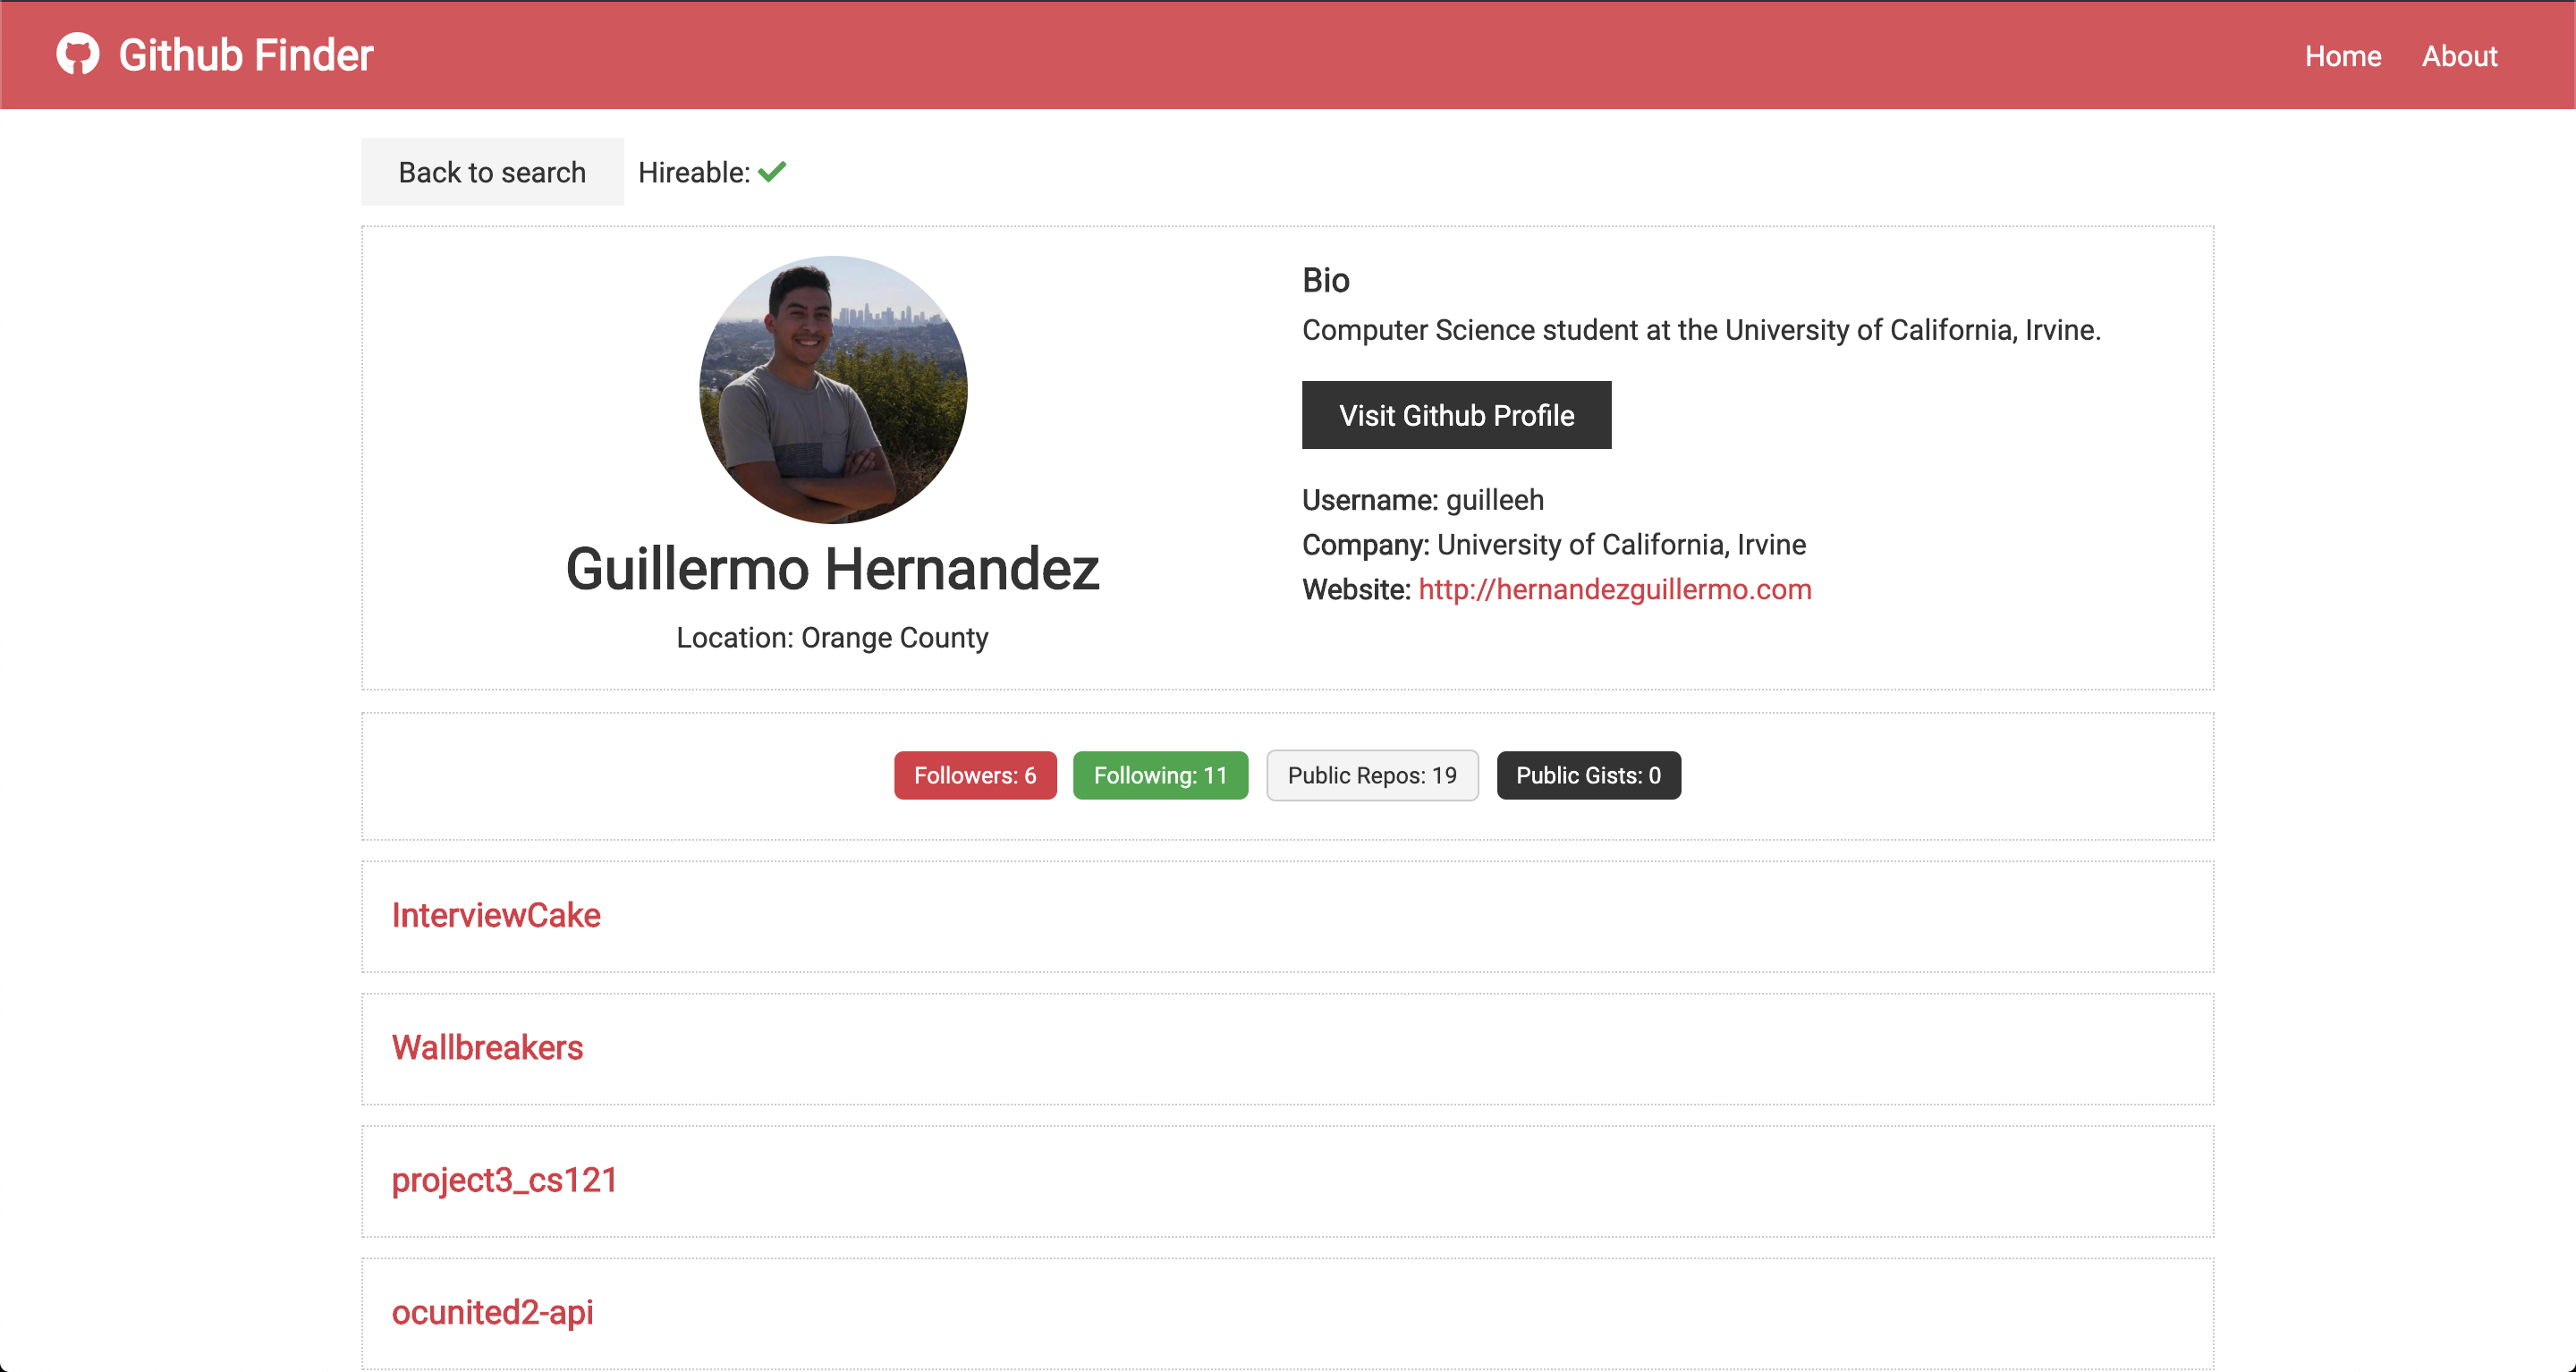 Github Finder
Home About
Back to search Hireable:
Bio
Computer Science student at the University of California, Irvine.
Visit Github Profile
Username: guilleeh
Company: University of California, Irvine
Website: http://hernandezguillermo.com
Guillermo Hernandez
Location: Orange County
Followers: 6 Following: 11 Public Repos: 19 Public Gists: 0
InterviewCake
Wallbreakers
project3_cs121
ocunited2-api